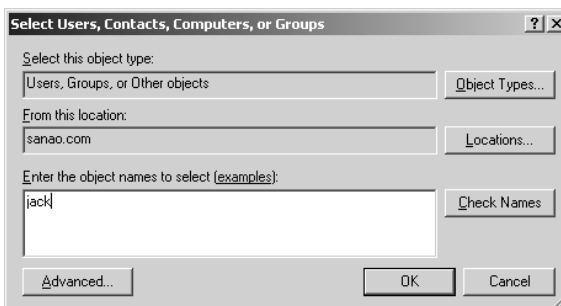 Select Users, Contacts, Computers, or Groups
Select this object type:
Users, Groups, or Other objects
Object Types...
From this location:
sanao.com
Locations...
Enter the object names to select (examples):
jack
Check Names
Advanced...
OK
Cancel